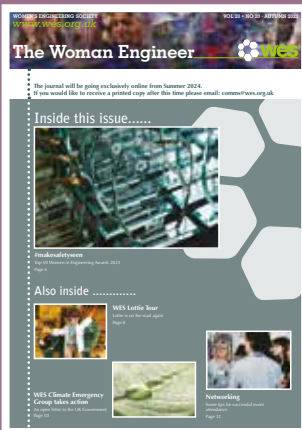 WOMEN'S ENGINEERING SOCIETY
VOL 20 • NO 20 - AUTUMN 2023
www.wes.org.uk
The Woman Engineer
wes
The journal will be going exclusively online from Summer 2024.
If you would like to receive a printed copy after this time please email: comms@wes.org.uk
Inside this issue......
#makesafetyseen
Top 50 Women in Engineering Awards 2023
Page 6
Also inside ............
WES Lottie Tour
Lottie is on the road again
Page 8
WES Climate Emergency
Group takes action
An open letter to the UK Government
Page 10
Networking
Some tips for successful event
attendance
Page 12